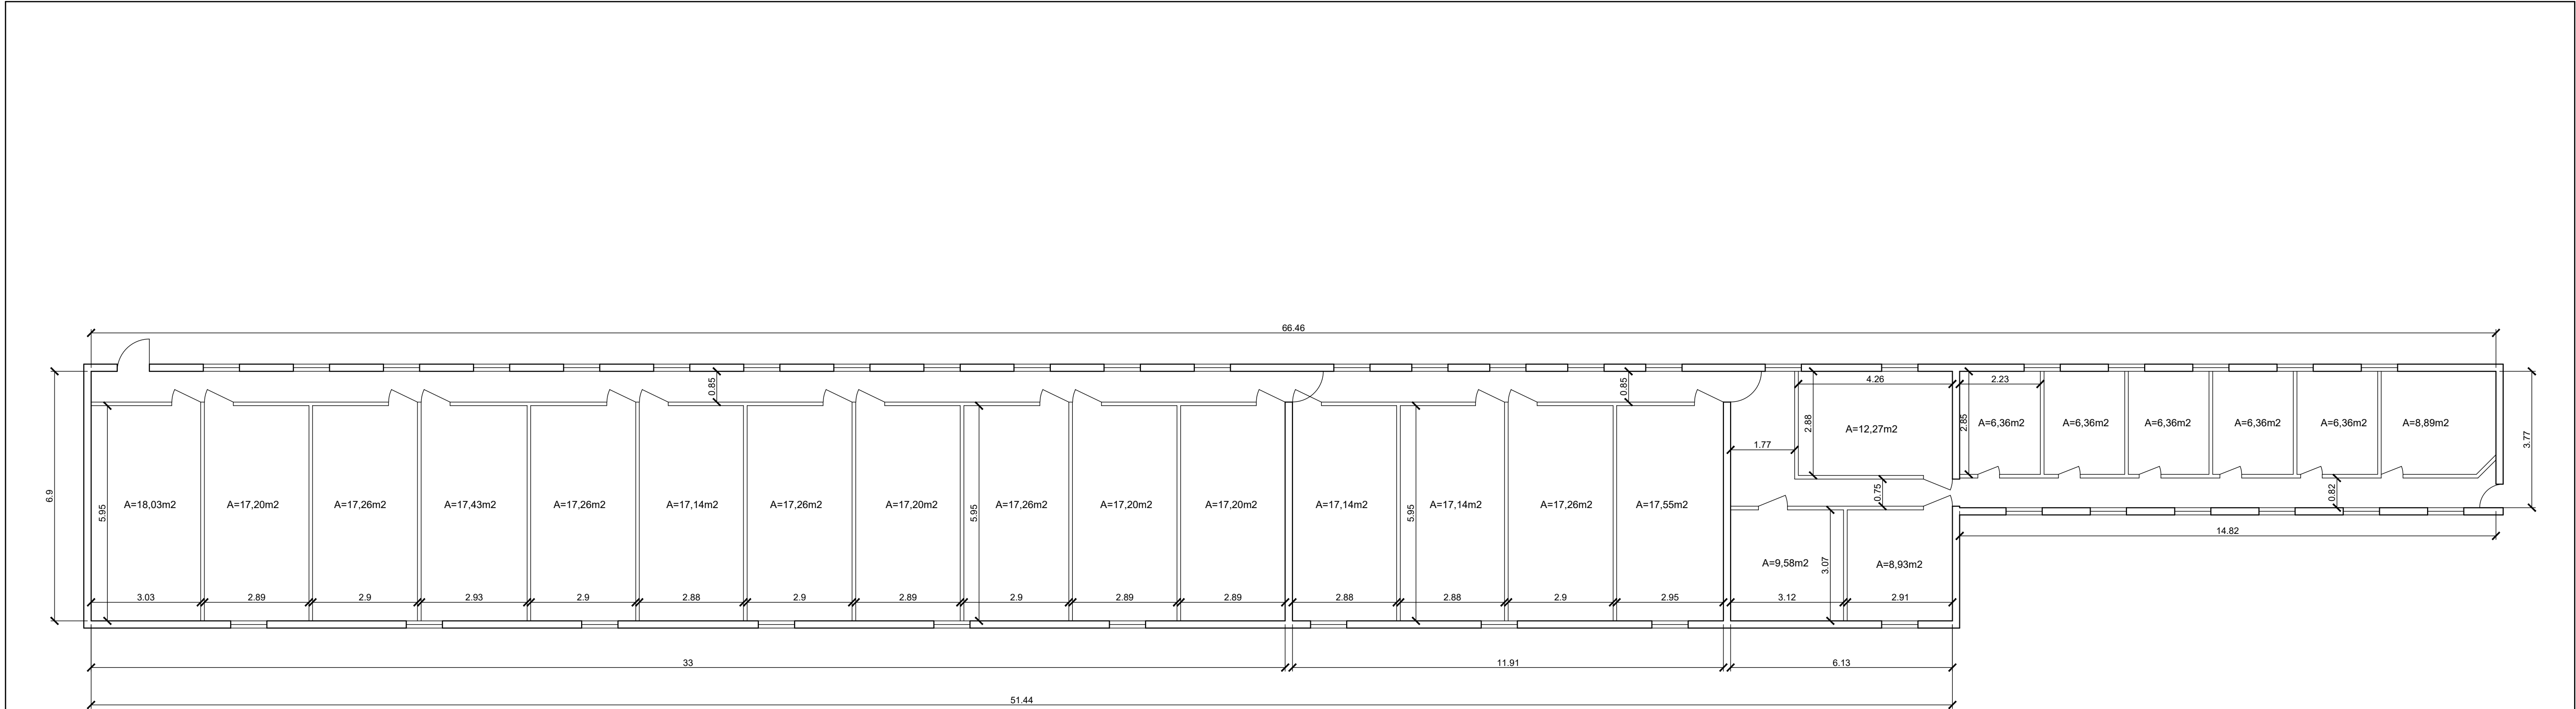 66.46
0.85
0.85
4.26
2.23
6.9
5.95
A=18,03m2
A=17,20m2
A=17,26m2
A=17,43m2
A=17,26m2
A=17,14m2
A=17,26m2
A=17,20m2
5.95
A=17,26m2
A=17,20m2
A=17,20m2
A=17,14m2
5.95
A=17,14m2
A=17,26m2
A=17,55m2
1.77
2.88
A=12,27m2
0.75
2.85
A=6,36m2
A=6,36m2
A=6,36m2
A=6,36m2
A=6,36m2
A=8,89m2
3.77
0.82
14.82
A=9,58m2
3.07
A=8,93m2
3.03
2.89
2.9
2.93
2.9
2.88
2.9
2.89
2.9
2.89
2.89
2.88
2.88
2.9
2.95
3.12
2.91
33
11.91
6.13
51.44